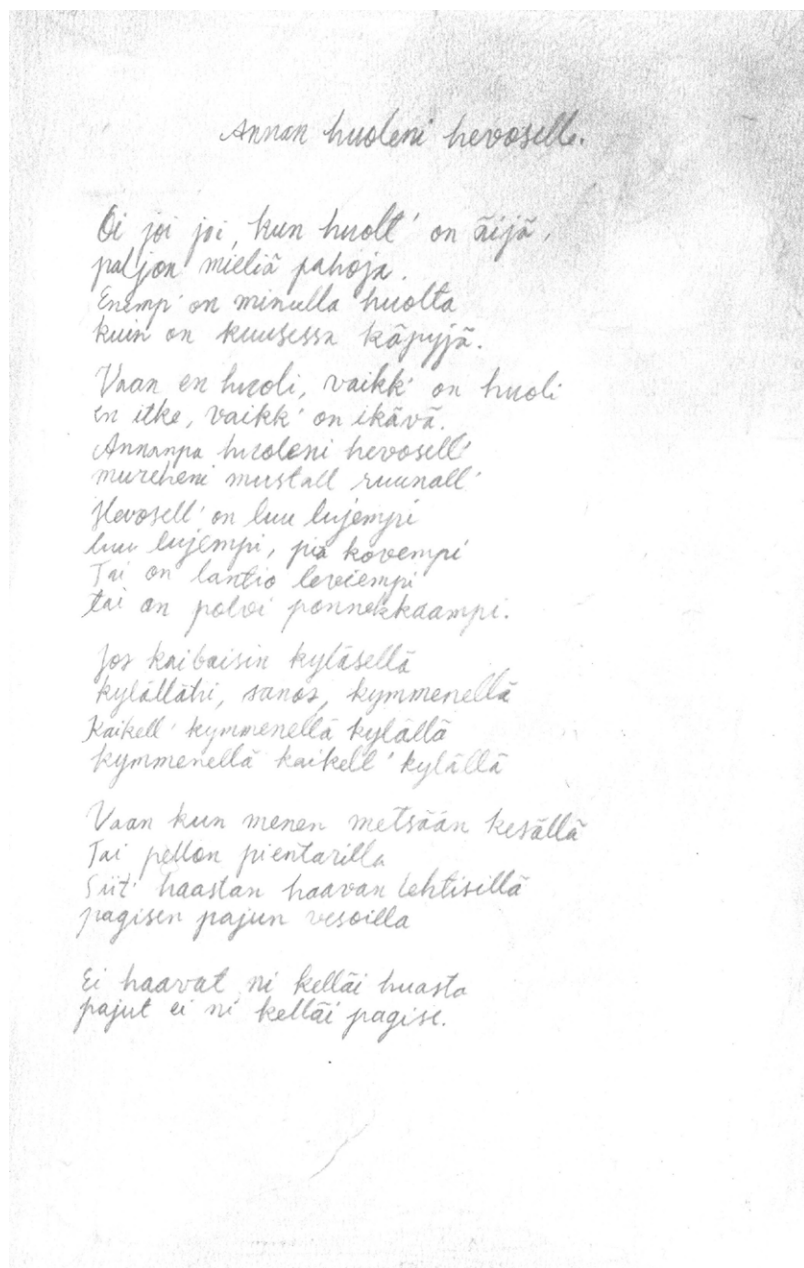 Annan huoleni hevoselle.
Oi joi joi, kun huolt' on äijä,
paljon mieliä pahoja.
Enemp' on minulla huolta
kuin on kuusessa käpyjä.
Vaan en huoli, vaikk' on huoli
en itke, vaikk' on ikävä.
Annanpa huoleni hevosell'
murcheni mustall ruunall'
Hevosell' on luu lujempi
luu lujempi, pää kovempi
Tai on lantio leviempi
tai on polvi ponnekkaampi.
Jos kaibaisin kyläsellä
kylällähi, sanos, kymmenellä
Kaikell' kymmenellä kylällä
kymmenellä kaikell' kylällä
Vaan kun menen metsään kesällä
Tai pellon pientarilla
Siit' haastan haavan lehtisillä
pagisen pajun vesoilla
Ei haavat ni kelläi huasta
pajut ei ni kelläi pagise.